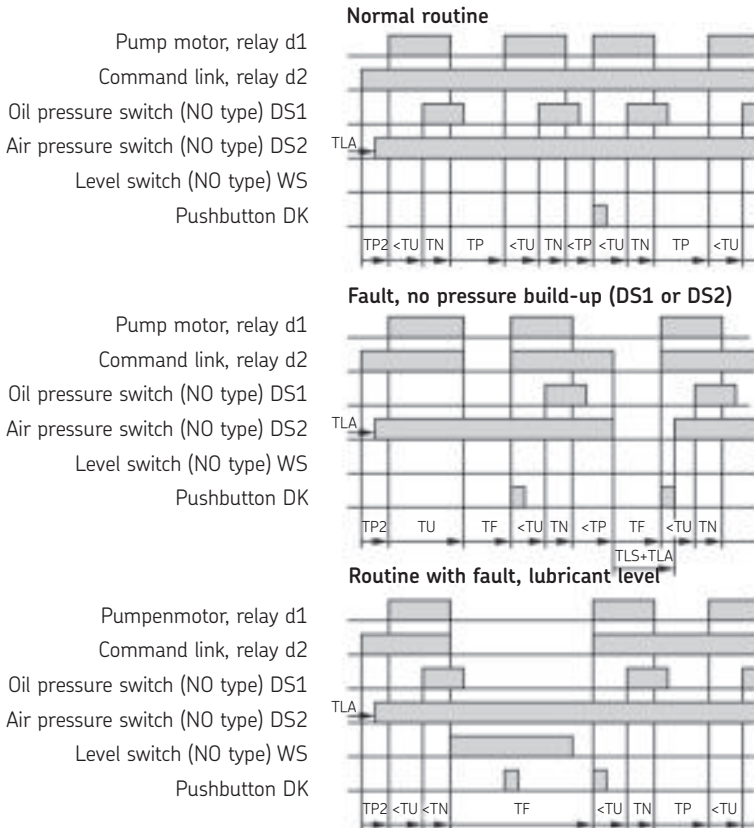 Normal routine
Pump motor, relay d1
Command link, relay d2
Oil pressure switch (NO type) DS1
Air pressure switch (NO type) DS2 TLA
Level switch (NO type) WS
Pushbutton DK
TP2 <TU TN TP <TU TN <TP <TU TN TP <TU
Fault, no pressure build-up (DS1 or DS2)
Pump motor, relay d1
Command link, relay d2
Oil pressure switch (NO type) DS1
Air pressure switch (NO type) DS2 TLA
Level switch (NO type) WS
Pushbutton DK
TP2 TU TF <TU TN <TP TF <TU TN
TLS+TLA
Routine with fault, lubricant level
Pumpenmotor, relay d1
Command link, relay d2
Oil pressure switch (NO type) DS1
Air pressure switch (NO type) DS2 TLA
Level switch (NO type) WS
Pushbutton DK
TP2 <TU <TN TF <TU TN TP <TU